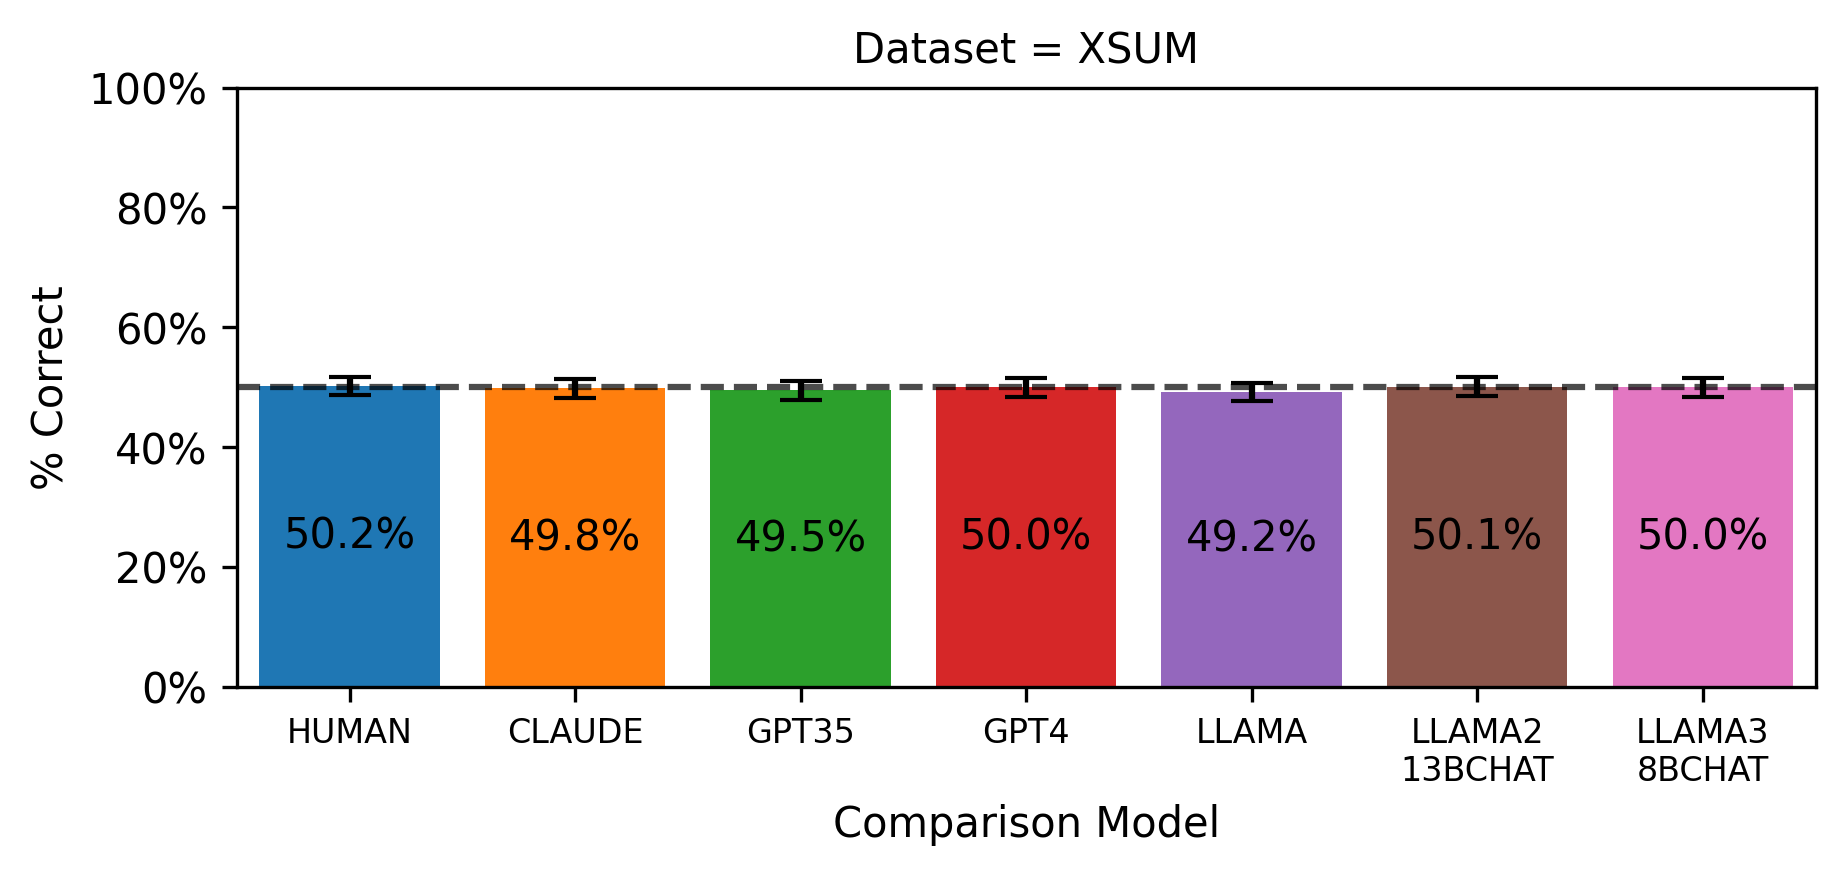 Dataset = XSUM
% Correct
100%
80%
60%
40%
20%
0%
50.2%
49.8%
49.5%
50.0%
49.2%
50.1%
50.0%
HUMAN
CLAUDE
GPT35
GPT4
LLAMA
LLAMA2
13BCHAT
LLAMA3
8BCHAT
Comparison Model